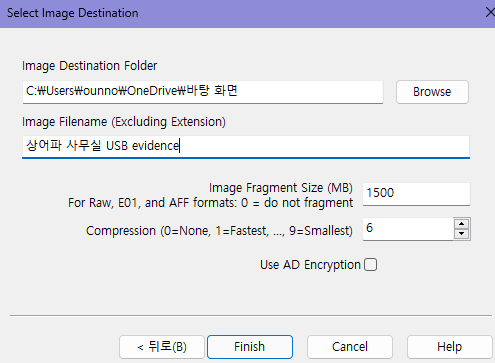 Select Image Destination
Image Destination Folder
C:₩Users₩ounno₩OneDrive₩바탕 화면
Browse
Image Filename (Excluding Extension)
상어파 사무실 USB evidence
Image Fragment Size (MB)
1500
For Raw, E01, and AFF formats: 0 = do not fragment
Compression (0=None, 1=Fastest, ..., 9=Smallest)
6
Use AD Encryption
< 뒤로(B)
Finish
Cancel
Help